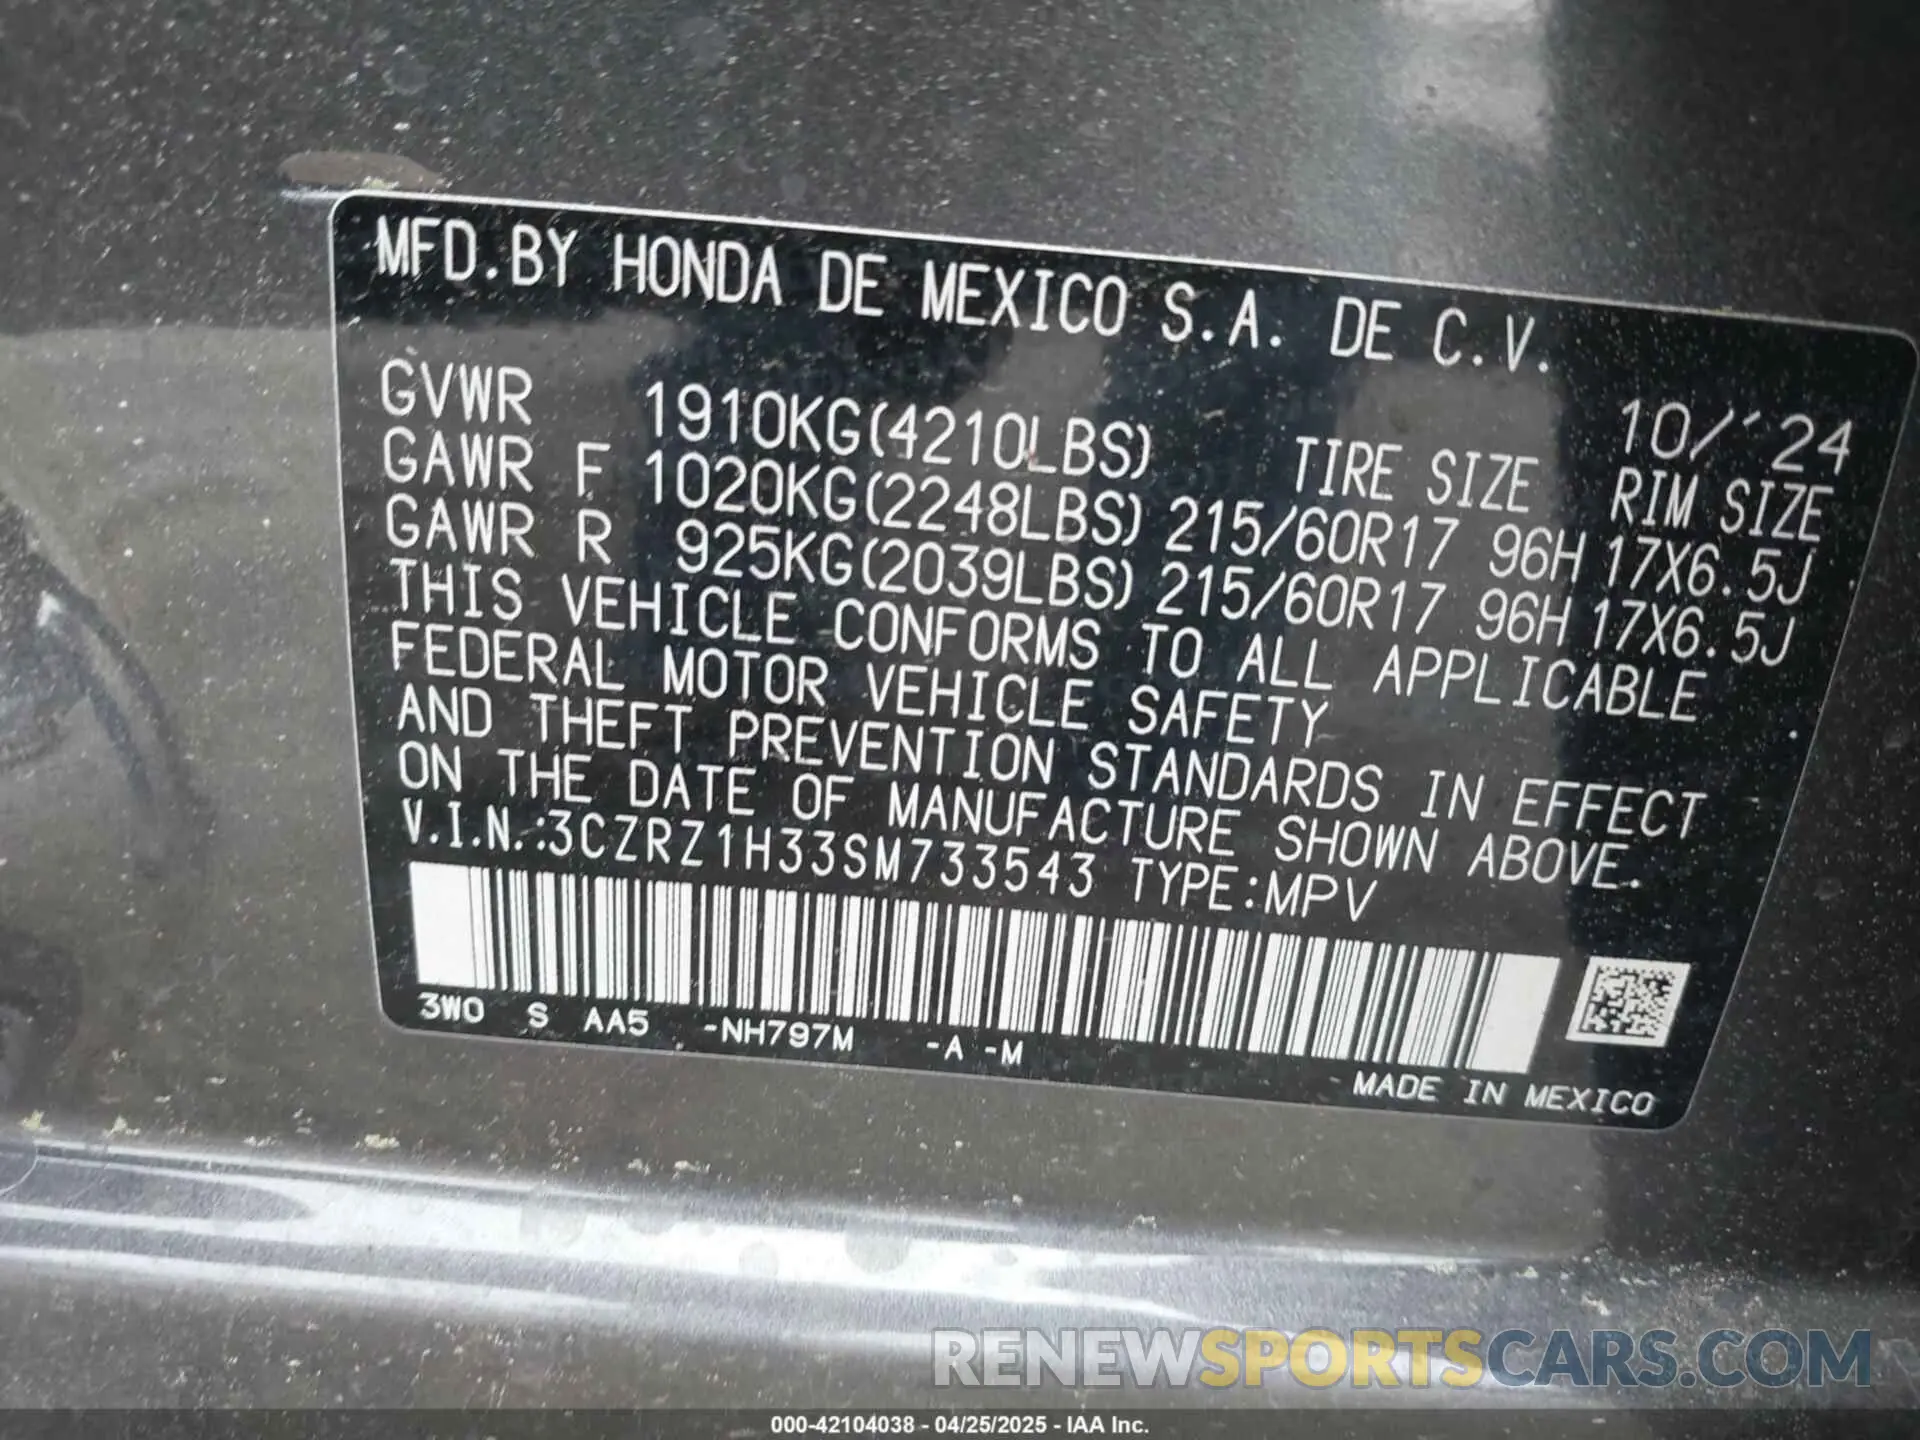 MFD.BY HONDA DE MEXICO S.A. DE C.V.
10/'24
GVWR 1910KG(4210LBS) TIRE SIZE RIM SIZE
GAWR F 1020KG(2248LBS) 215/60R17 96H 17X6.5J
GAWR R 925KG(2039LBS) 215/60R17 96H 17X6.5J
THIS VEHICLE CONFORMS TO ALL APPLICABLE
FEDERAL MOTOR VEHICLE SAFETY
AND THEFT PREVENTION STANDARDS IN EFFECT
ON THE DATE OF MANUFACTURE SHOWN ABOVE.
V.I.N.:3CZRZ1H33SM733543 TYPE:MPV
3W0 S AA5 -NH797M -A -M
MADE IN MEXICO
RENEWSPORTSCARS.COM
000-42104038 - 04/25/2025 - IAA Inc.